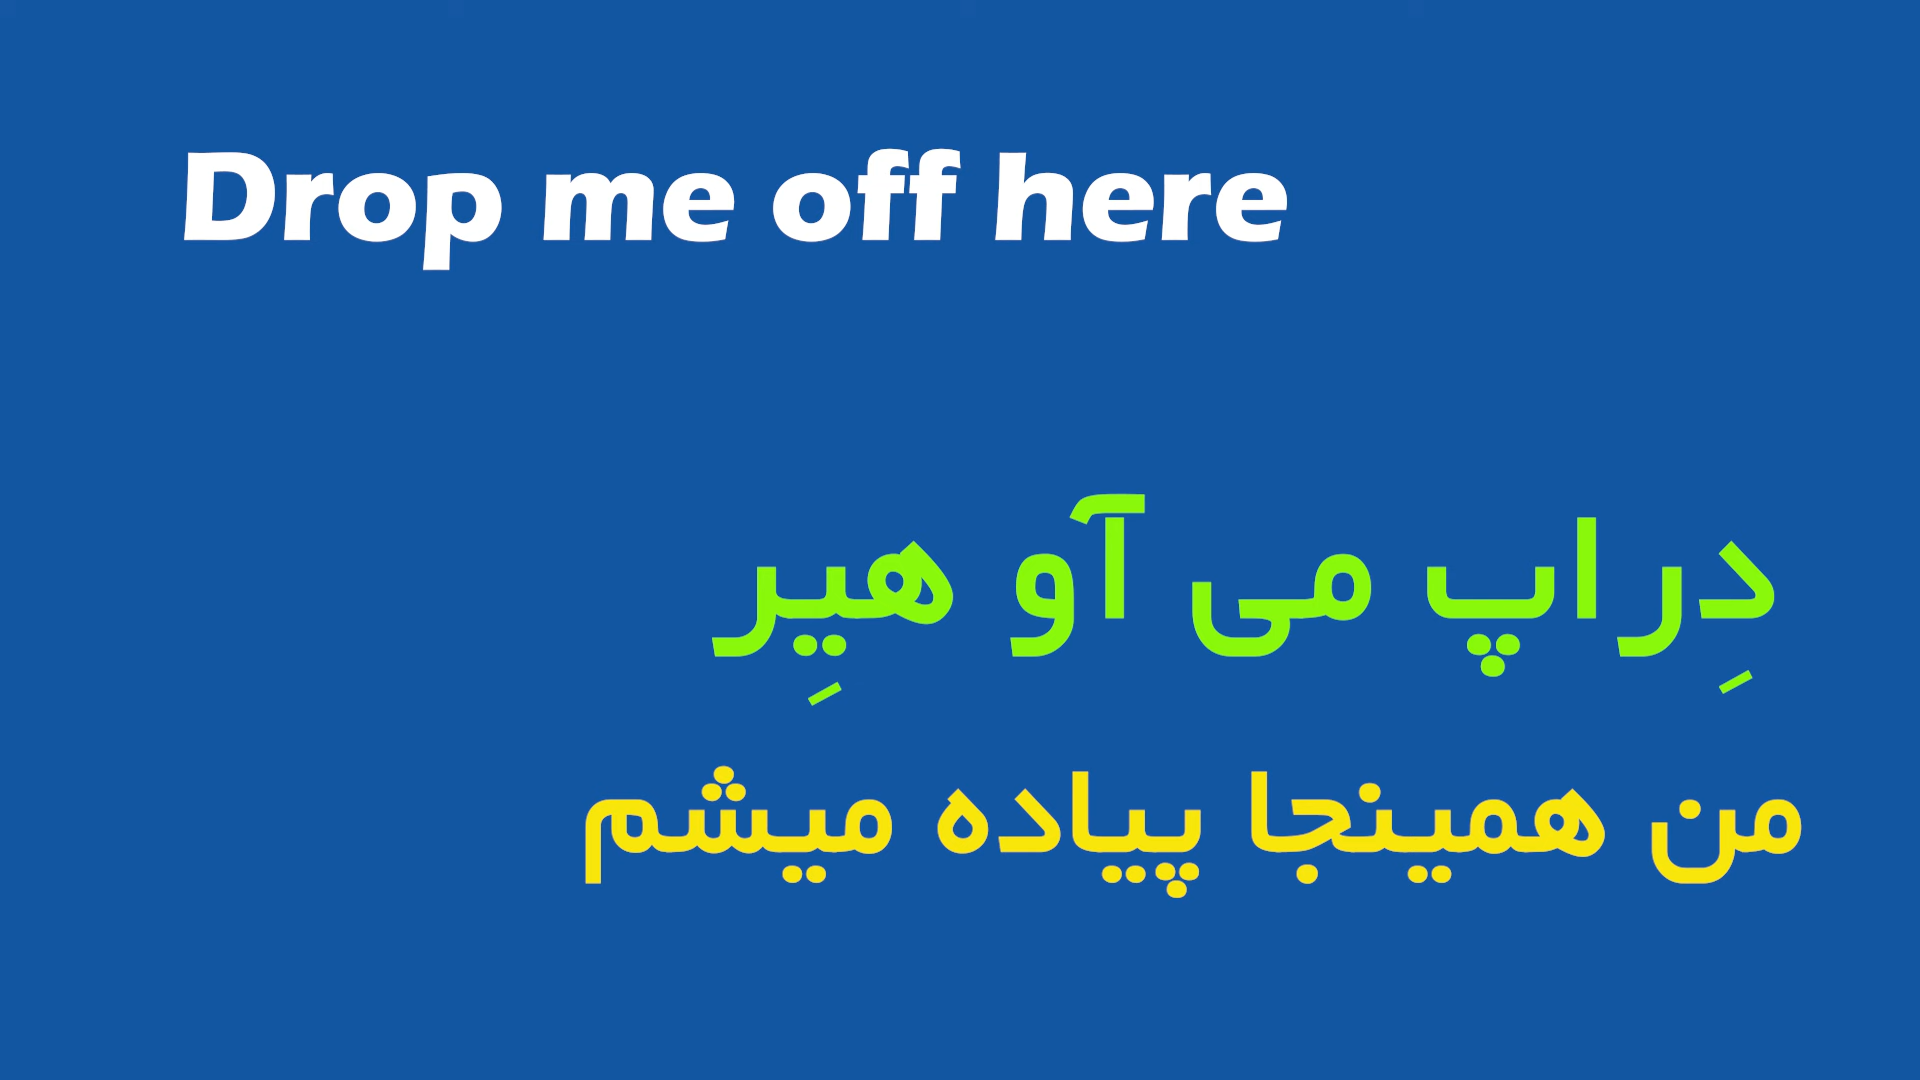 Drop me off here
دِراپ می آو هیِر
من همینجا پیاده میشم